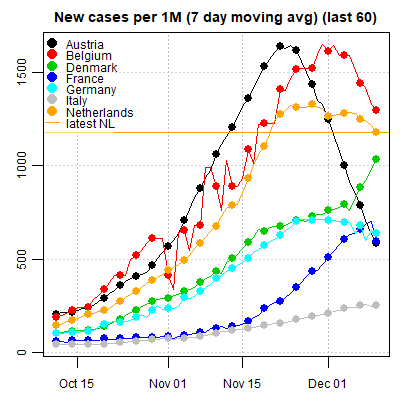 New cases per 1M (7 day moving avg) (last 60)
Austria
Belgium
Denmark
France
Germany
Italy
Netherlands
latest NL
1500
1000
500
0
Oct 15
Nov 01
Nov 15
Dec 01